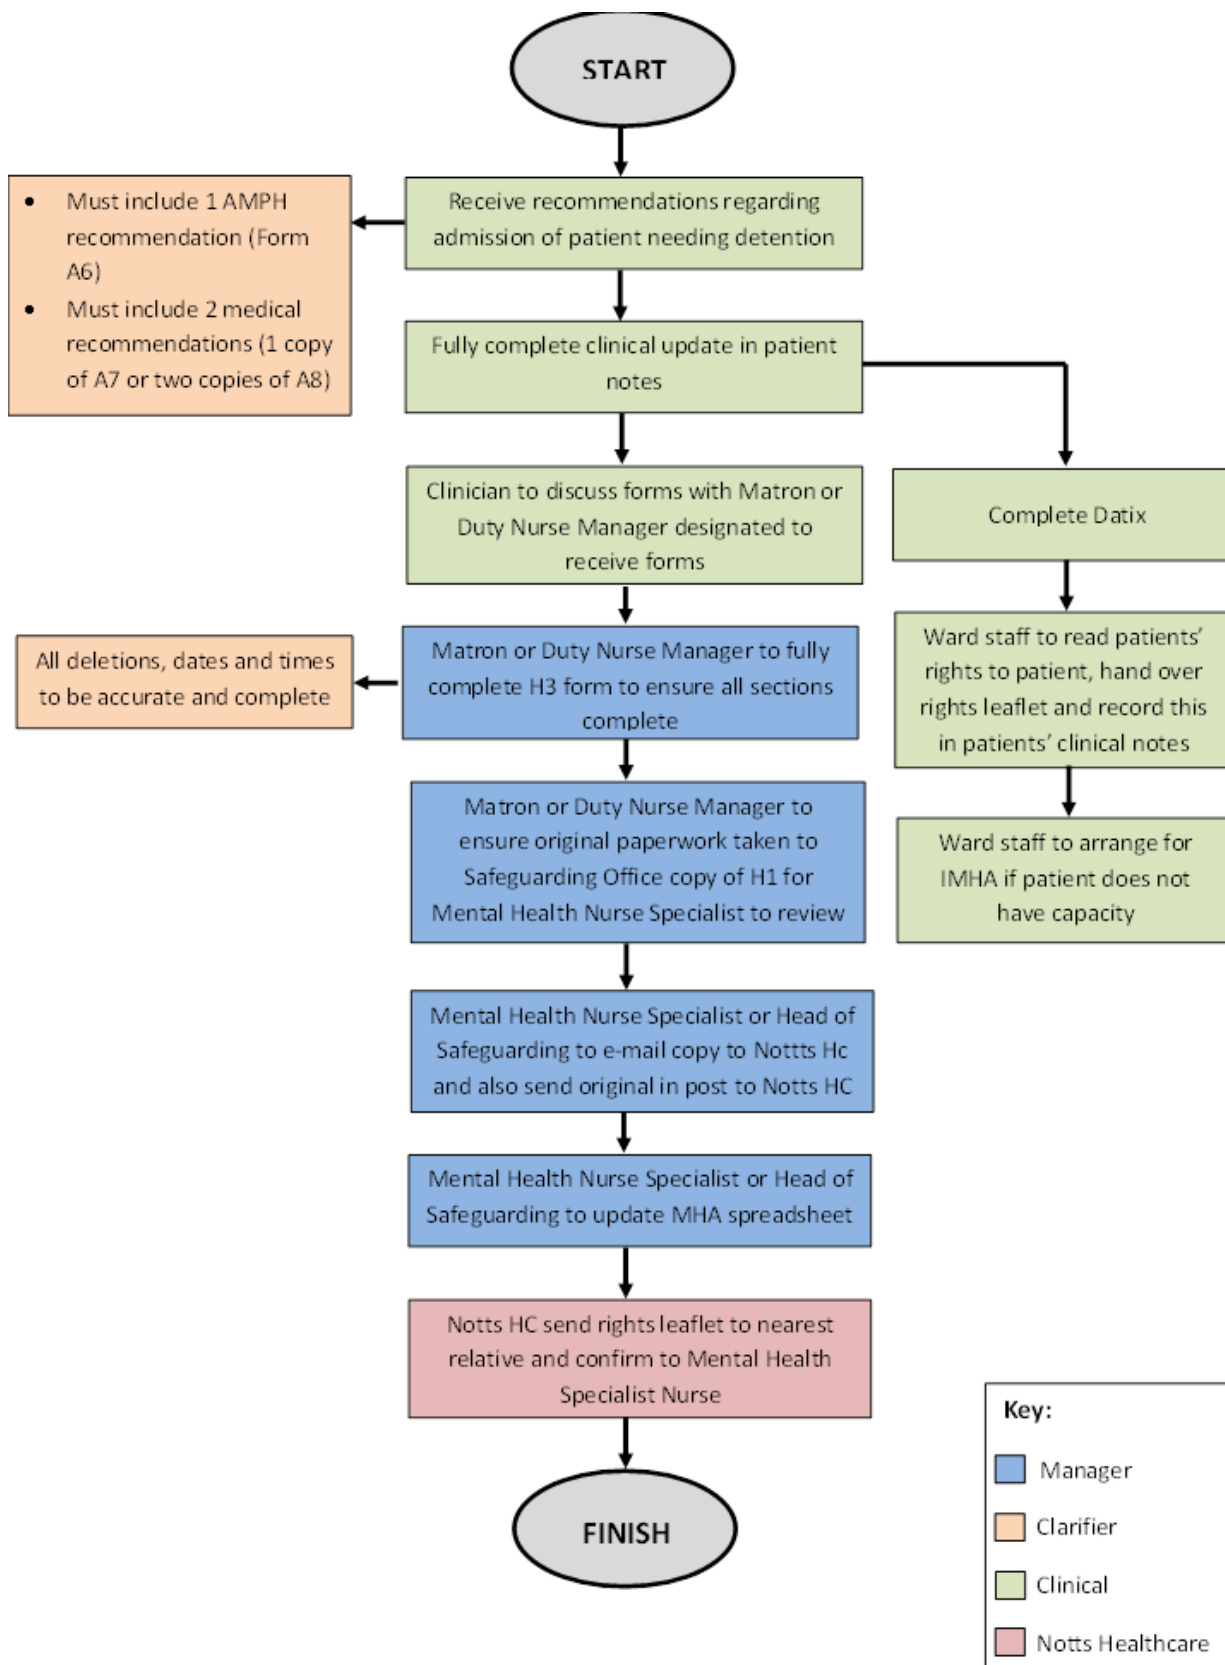 START
Receive recommendations regarding
admission of patient needing detention
• Must include 1 AMPH
recommendation (Form
A6)
• Must include 2 medical
recommendations (1 copy
of A7 or two copies of A8)
Fully complete clinical update in patient
notes
Clinician to discuss forms with Matron or
Duty Nurse Manager designated to
receive forms
Complete Datix
Matron or Duty Nurse Manager to fully
complete H3 form to ensure all sections
complete
All deletions, dates and times
to be accurate and complete
Ward staff to read patients’
rights to patient, hand over
rights leaflet and record this
in patients’ clinical notes
Matron or Duty Nurse Manager to
ensure original paperwork taken to
Safeguarding Office copy of H1 for
Mental Health Nurse Specialist to review
Ward staff to arrange for
IMHA if patient does not
have capacity
Mental Health Nurse Specialist or Head of
Safeguarding to e-mail copy to Nottts Hc
and also send original in post to Notts HC
Mental Health Nurse Specialist or Head of
Safeguarding to update MHA spreadsheet
Notts HC send rights leaflet to nearest
relative and confirm to Mental Health
Specialist Nurse
FINISH
Key:
Manager
Clarifier
Clinical
Notts Healthcare